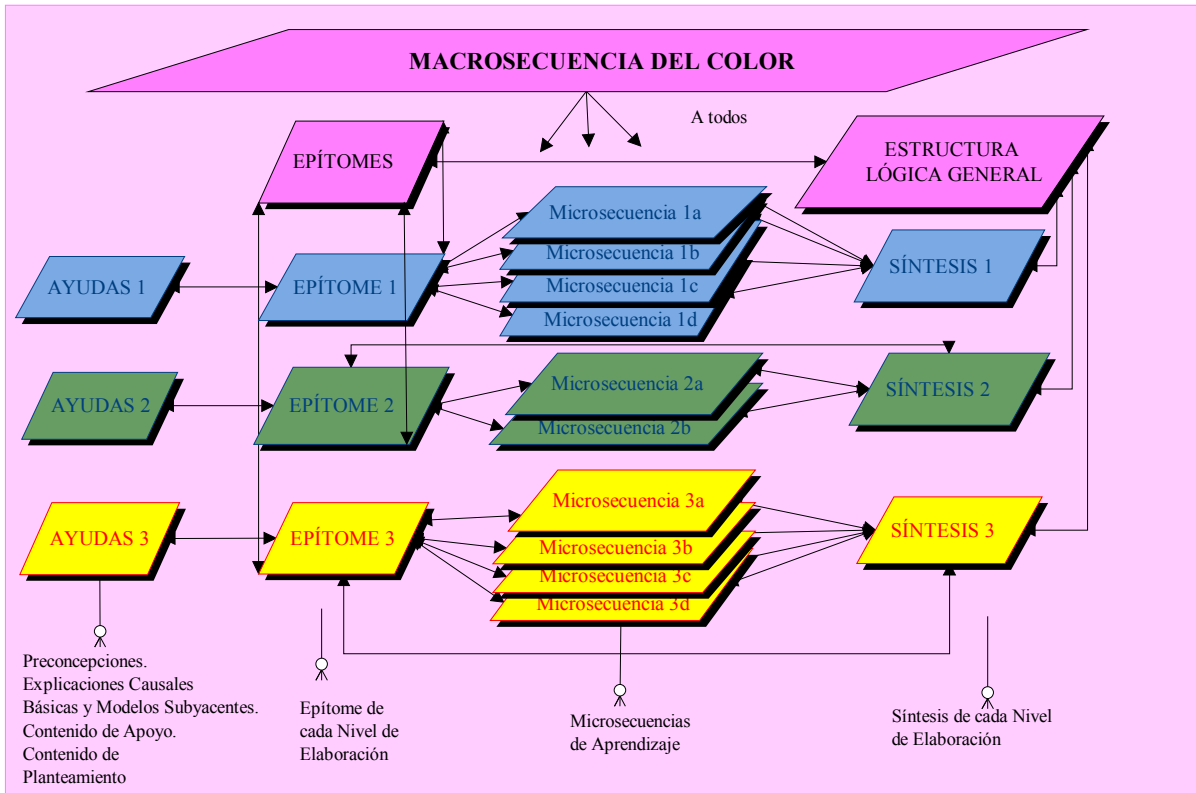 MACROSECUENCIA DEL COLOR
A todos
EPÍTOMES
ESTRUCTURA
LÓGICA GENERAL
AYUDAS 1
EPÍTOME 1
Microsecuencia 1a
Microsecuencia 1b
Microsecuencia 1c
Microsecuencia 1d
SÍNTESIS 1
AYUDAS 2
EPÍTOME 2
Microsecuencia 2a
Microsecuencia 2b
SÍNTESIS 2
AYUDAS 3
EPÍTOME 3
Microsecuencia 3a
Microsecuencia 3b
Microsecuencia 3c
Microsecuencia 3d
SÍNTESIS 3
Preconcepciones.
Explicaciones Causales
Básicas y Modelos Subyacentes.
Contenido de Apoyo.
Contenido de
Planteamiento
Epítome de
cada Nivel de
Elaboración
Microsecuencias
de Aprendizaje
Síntesis de cada Nivel
de Elaboración